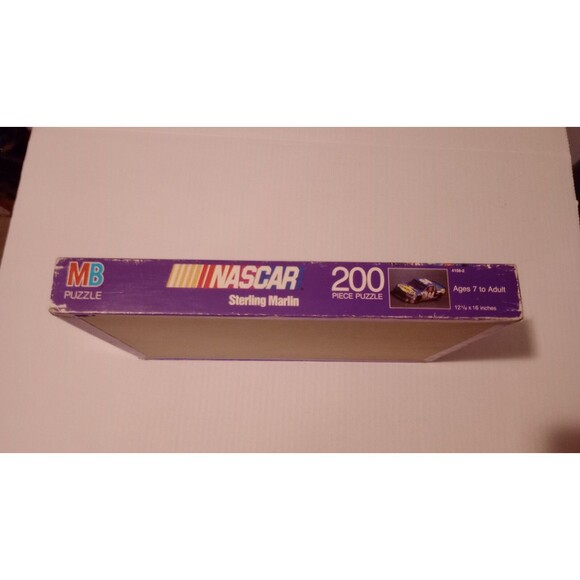 MB
PUZZLE
NASCAR
Sterling Marlin
200
PIECE PUZZLE
Ages 7 to Adult